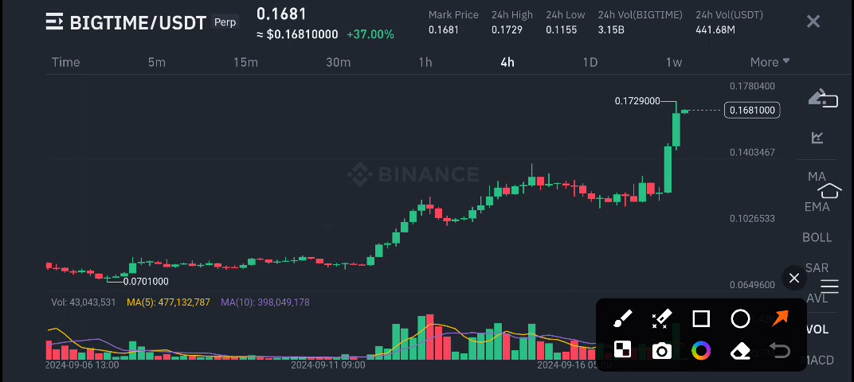 BIGTIME/USDT Perp
0.1681
≈ $0.16810000 +37.00%
Mark Price 24h High 24h Low 24h Vol(BIGTIME) 24h Vol(USDT)
0.1681 0.1729 0.1155 3.15B 441.68M
Time 5m 15m 30m 1h 4h 1D 1w More
0.1780400
0.1729000
0.1681000
0.1403467
BINANCE
MA
EMA
0.1026533
BOLL
SAR
0.0701000
0.0649600
AVL
Vol: 43,043,531 MA(5): 477,132,787 MA(10): 398,049,178
VOL
MACD
2024-09-06 13:00 2024-09-11 09:00 2024-09-16